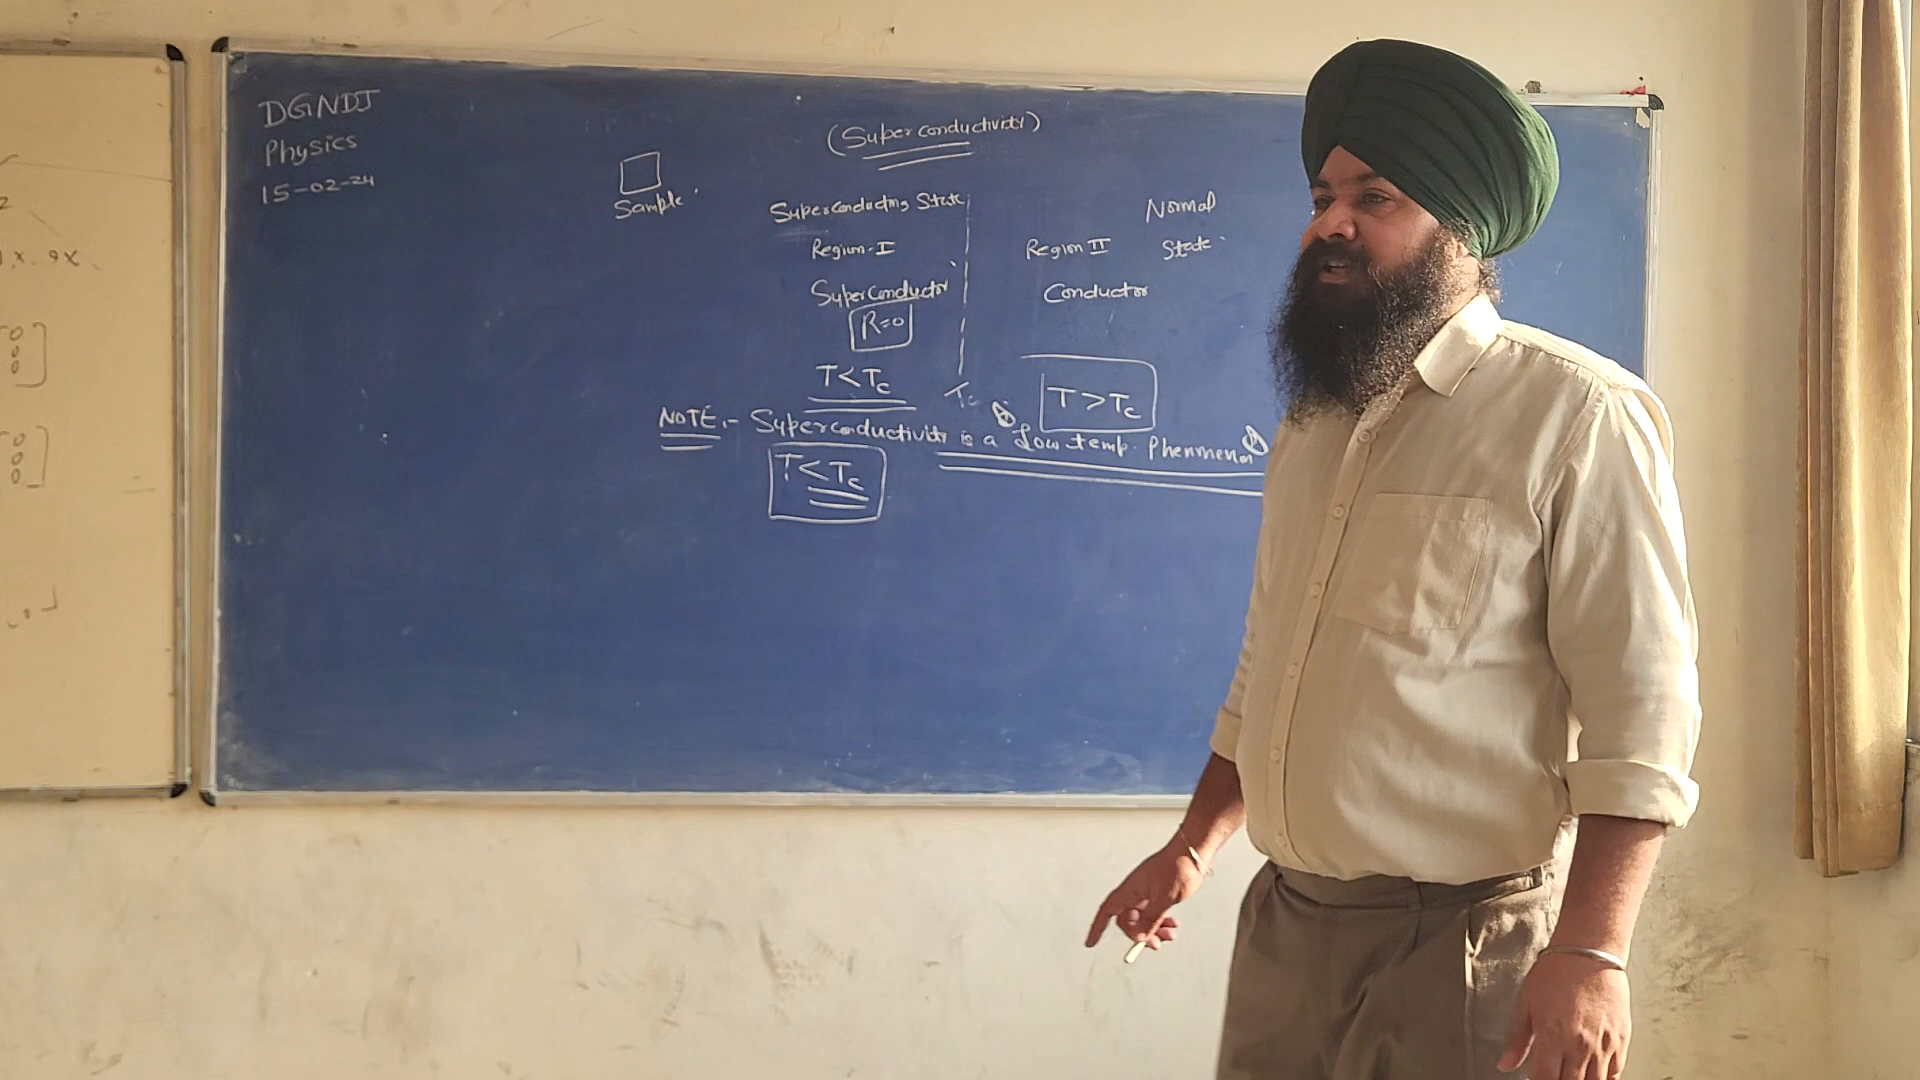 DGNDJ
Physics
15-02-24
(Superconductivity)
Sample
Superconducting State
Normal
State
Region-I
Region II
Superconductor
Conductor
R=0
T<Tc
Tc
T>Tc
NOTE:- Superconductivity is a Low temp. Phenmenon
T<Tc